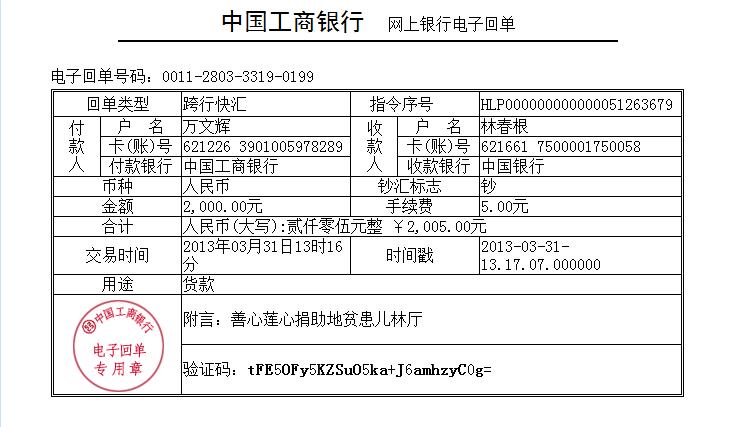 中国工商银行 网上银行电子回单
电子回单号码：0011-2803-3319-0199
回单类型 跨行快汇 指令序号 HLP000000000000051263679
付款人 户 名 万文辉 收款人 户 名 林春根
卡(账)号 621226 3901005978289 卡(账)号 621661 7500001750058
付款银行 中国工商银行 收款银行 中国银行
币种 人民币 钞汇标志 钞
金额 2,000.00元 手续费 5.00元
合计 人民币(大写):贰仟零伍元整 ￥2,005.00元
交易时间 2013年03月31日13时16分 时间戳 2013-03-31-13.17.07.000000
用途 货款
中国工商银行
电子回单
专用章
附言：善心莲心捐助地贫患儿林厅
验证码：tFE5OFy5KZSuO5ka+J6amhzyC0g=